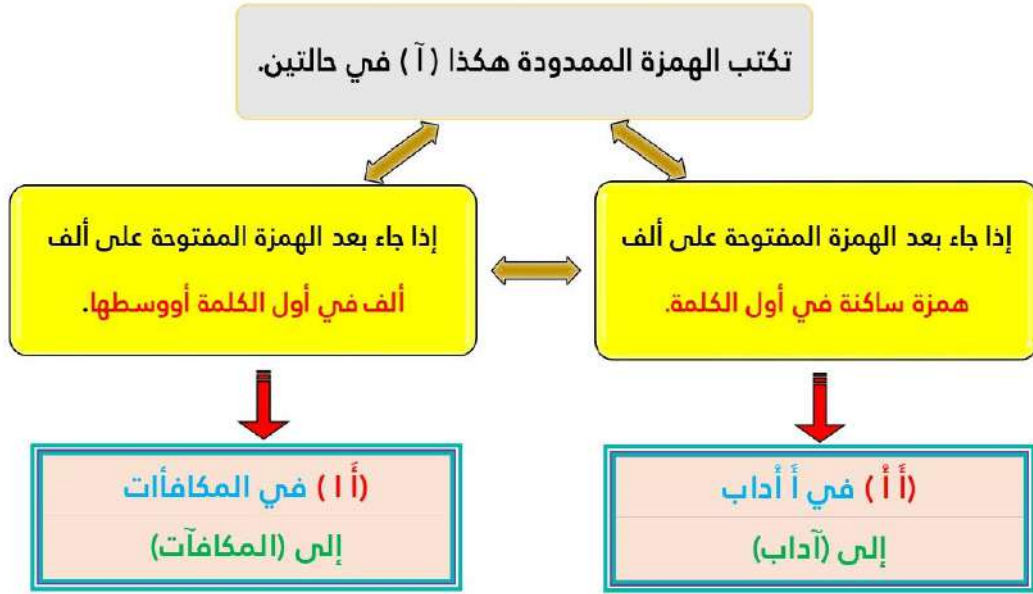 تكتب الهمزة الممدودة هكذا ( آ ) في حالتين.
إذا جاء بعد الهمزة المفتوحة على ألف
همزة ساكنة في أول الكلمة.
إذا جاء بعد الهمزة المفتوحة على ألف
ألف في أول الكلمة أووسطها.
(أَ أْ ) في أَ أْداب
إلى (آداب)
(أَ ا ) في المكافأات
إلى (المكافآت)